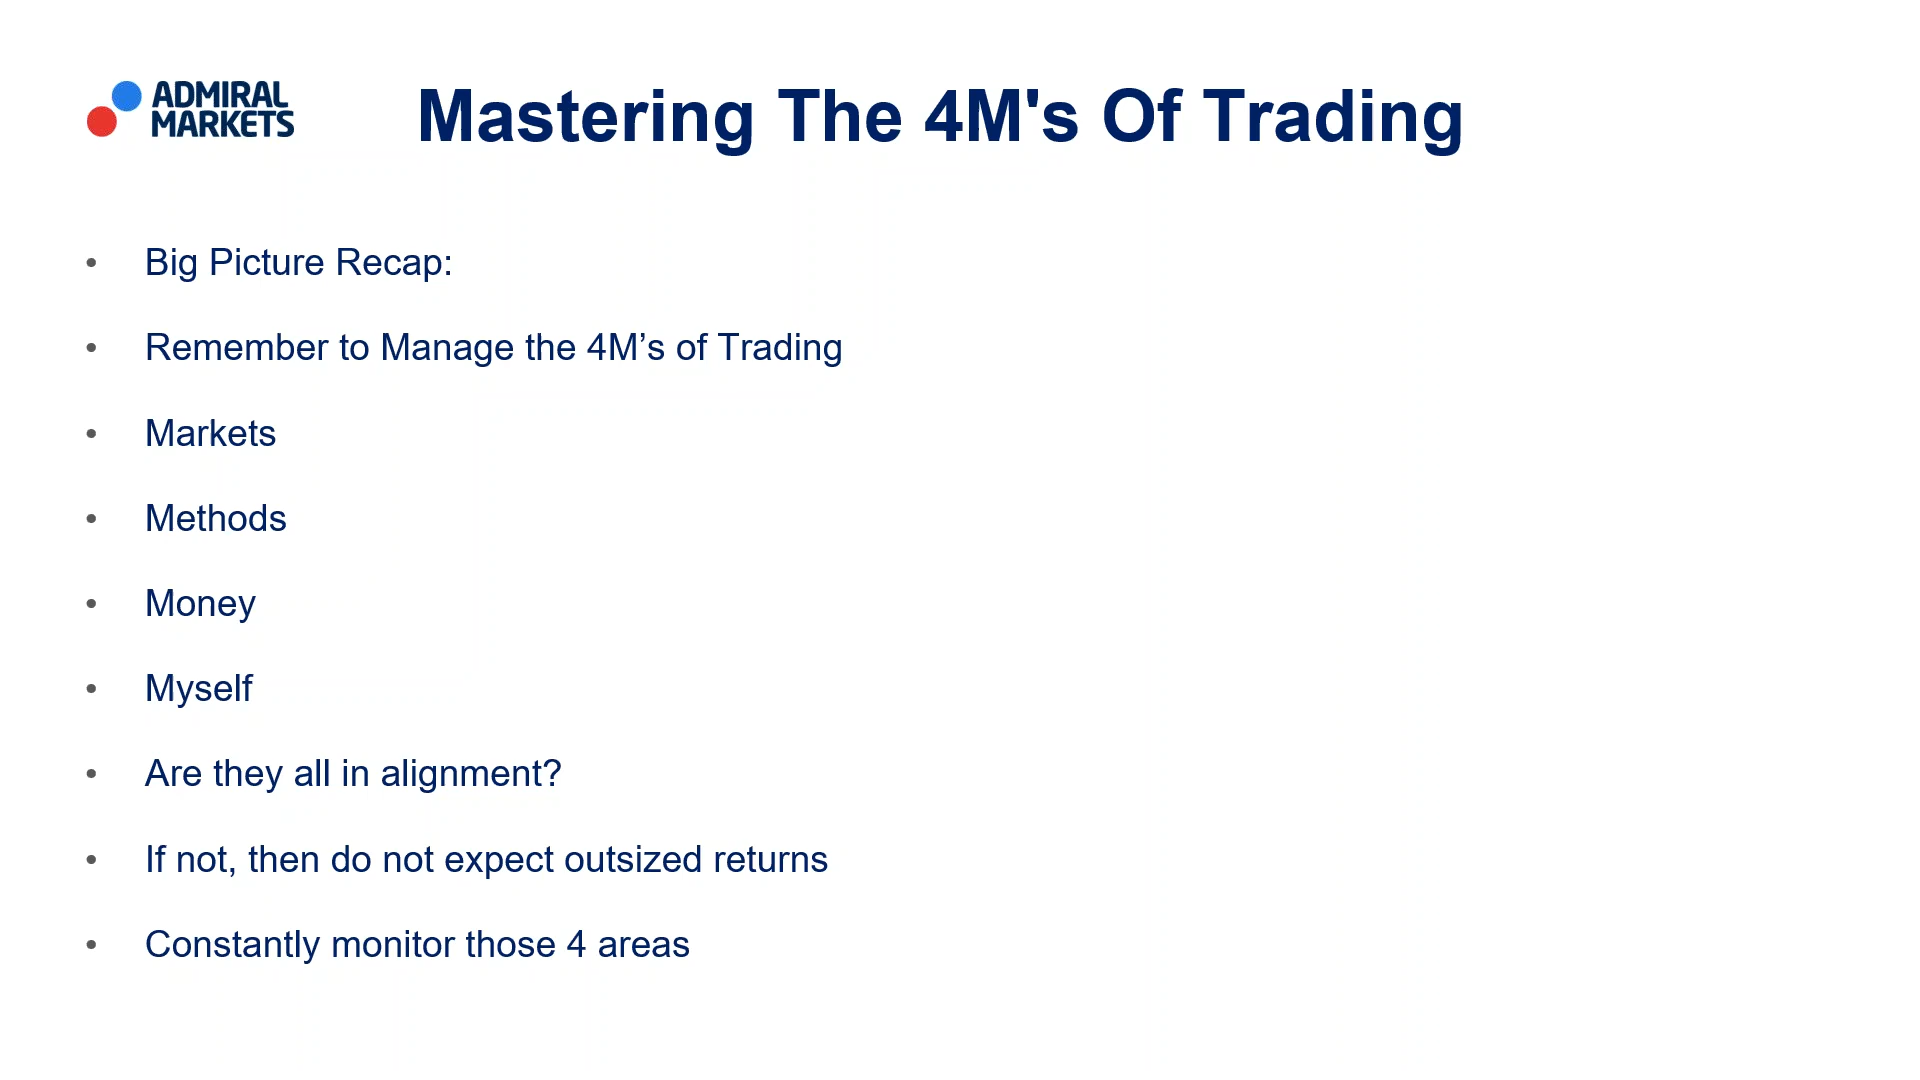 ADMIRAL
MARKETS
Mastering The 4M's Of Trading
• Big Picture Recap:
• Remember to Manage the 4M’s of Trading
• Markets
• Methods
• Money
• Myself
• Are they all in alignment?
• If not, then do not expect outsized returns
• Constantly monitor those 4 areas